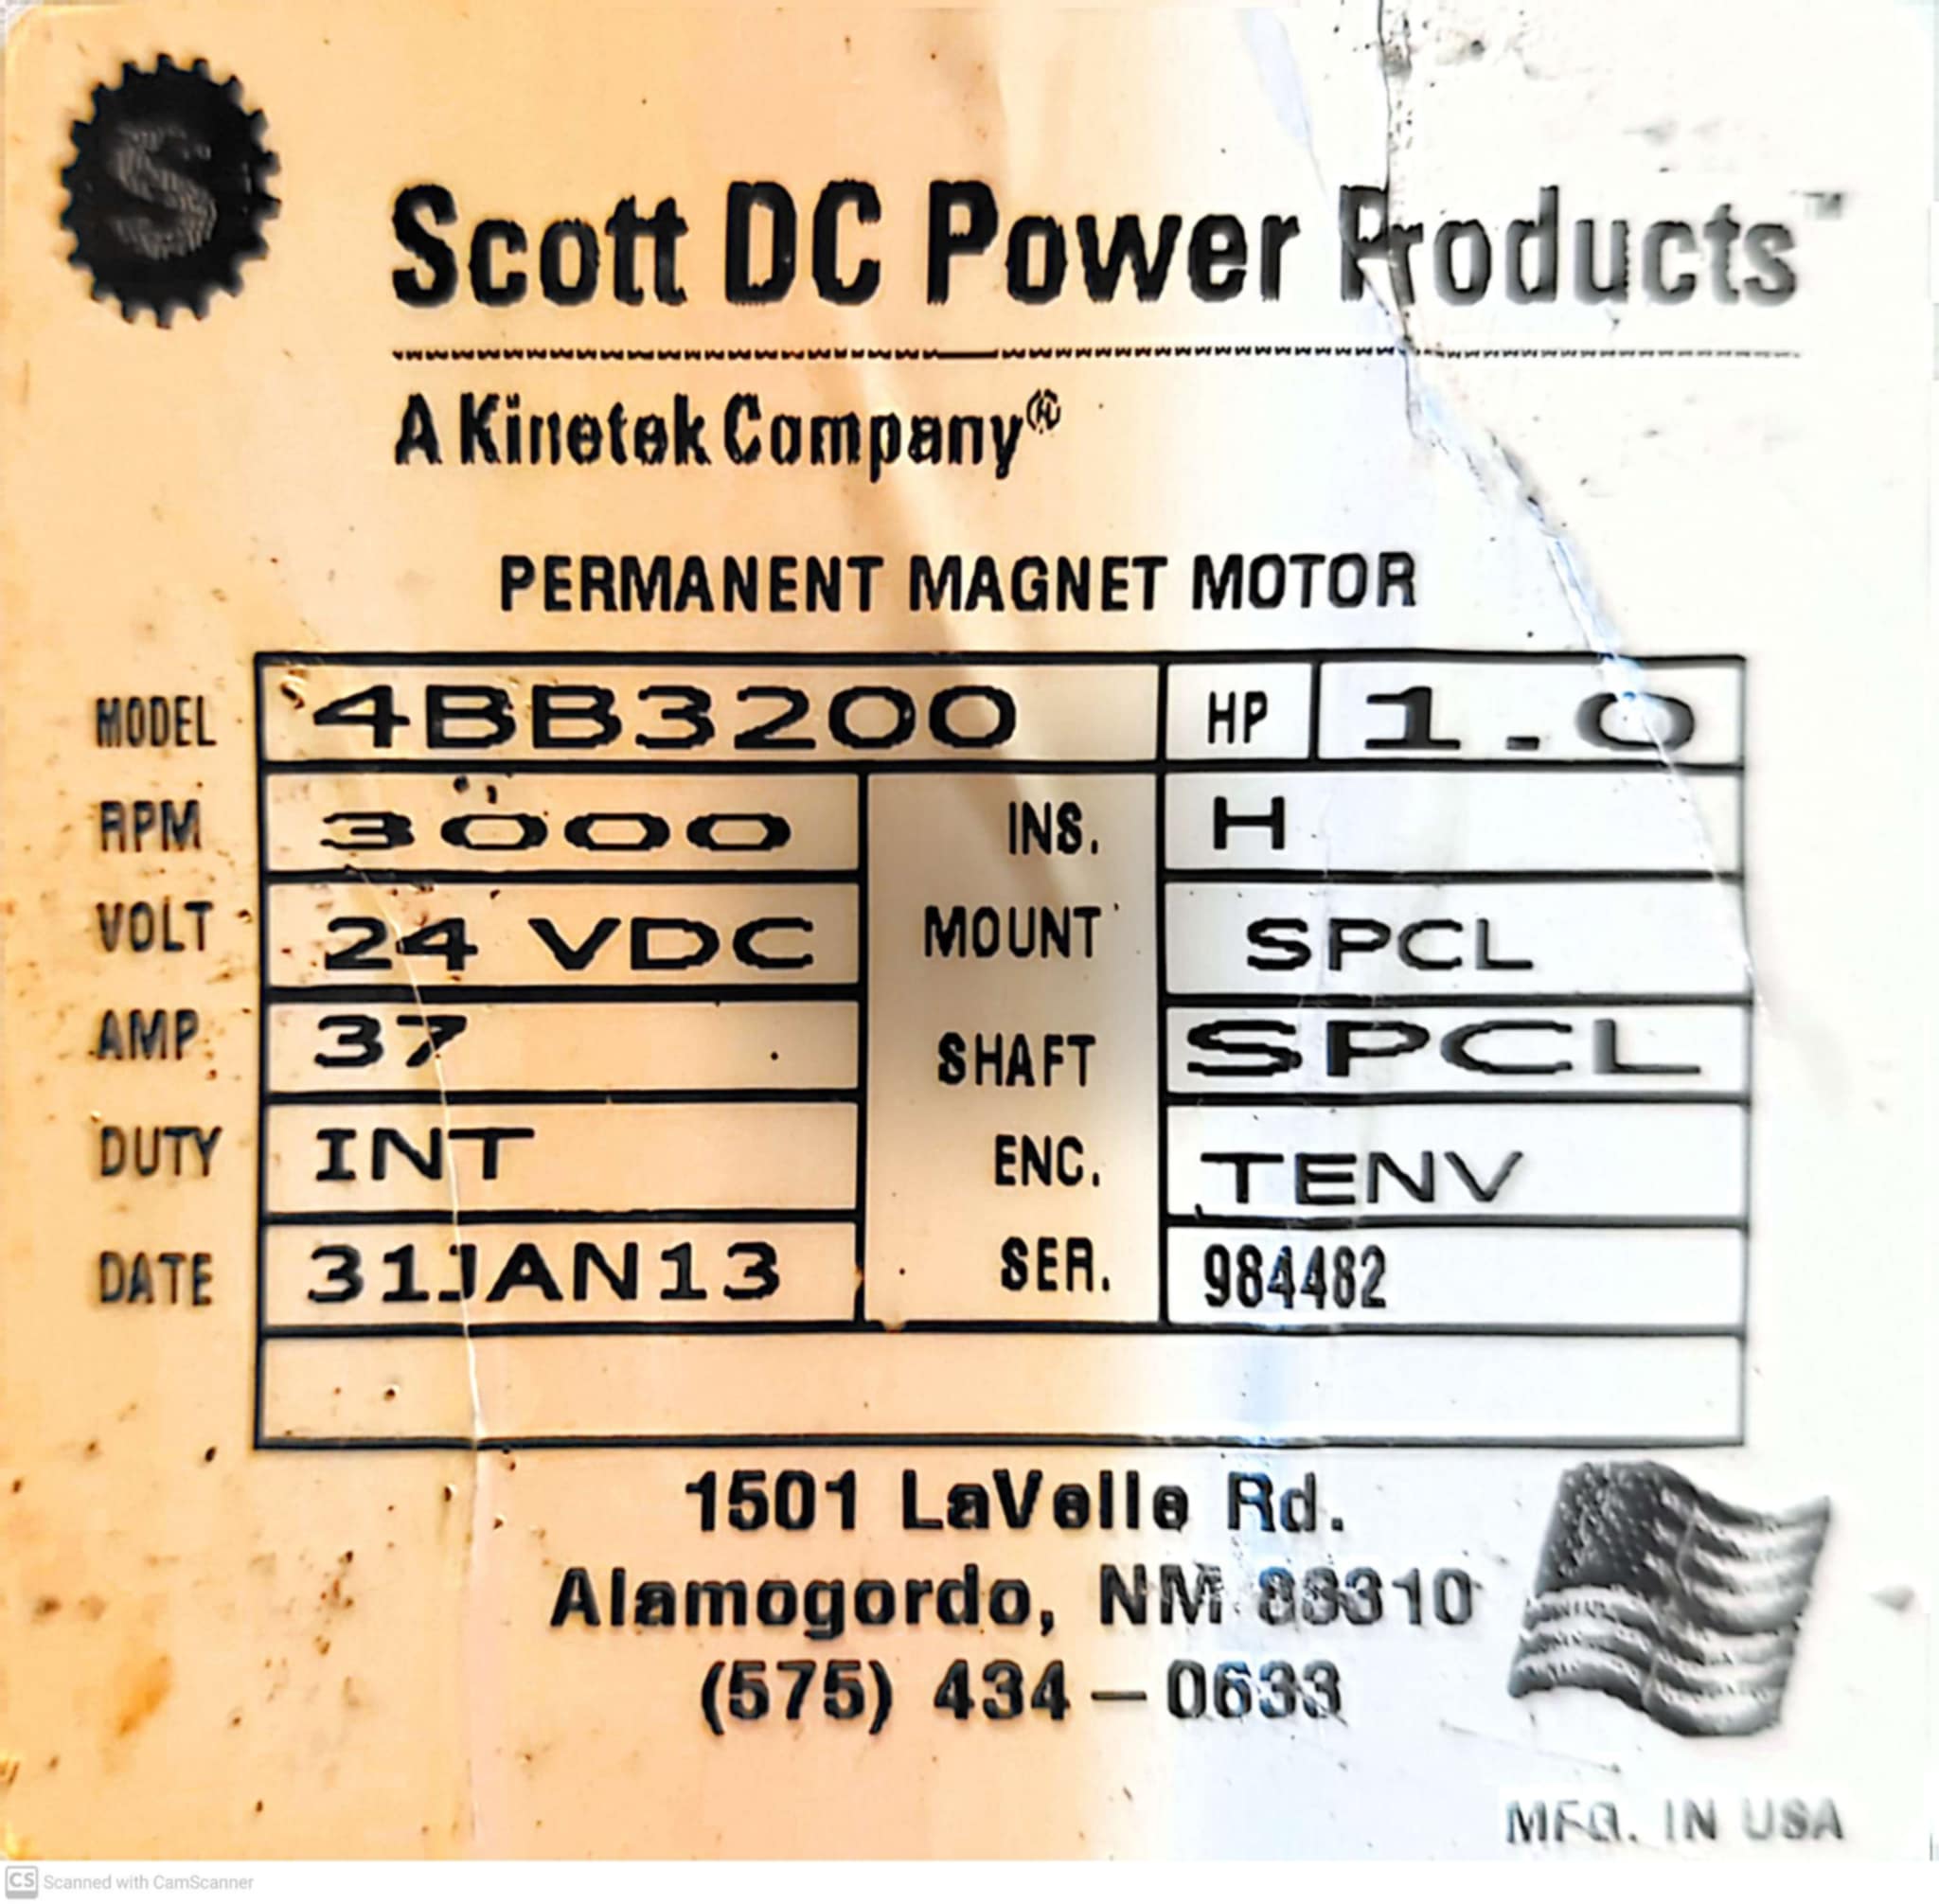 S
Scott DC Power Products™
A Kinetek Company®
PERMANENT MAGNET MOTOR
MODEL 4BB3200 HP 1.0
RPM 3000 INS. H
VOLT 24 VDC MOUNT SPCL
AMP 37 SHAFT SPCL
DUTY INT ENC. TENV
DATE 31JAN13 SER. 984482
1501 LaVelle Rd.
Alamogordo, NM 88310
(575) 434-0633
MFG. IN USA
CS Scanned with CamScanner